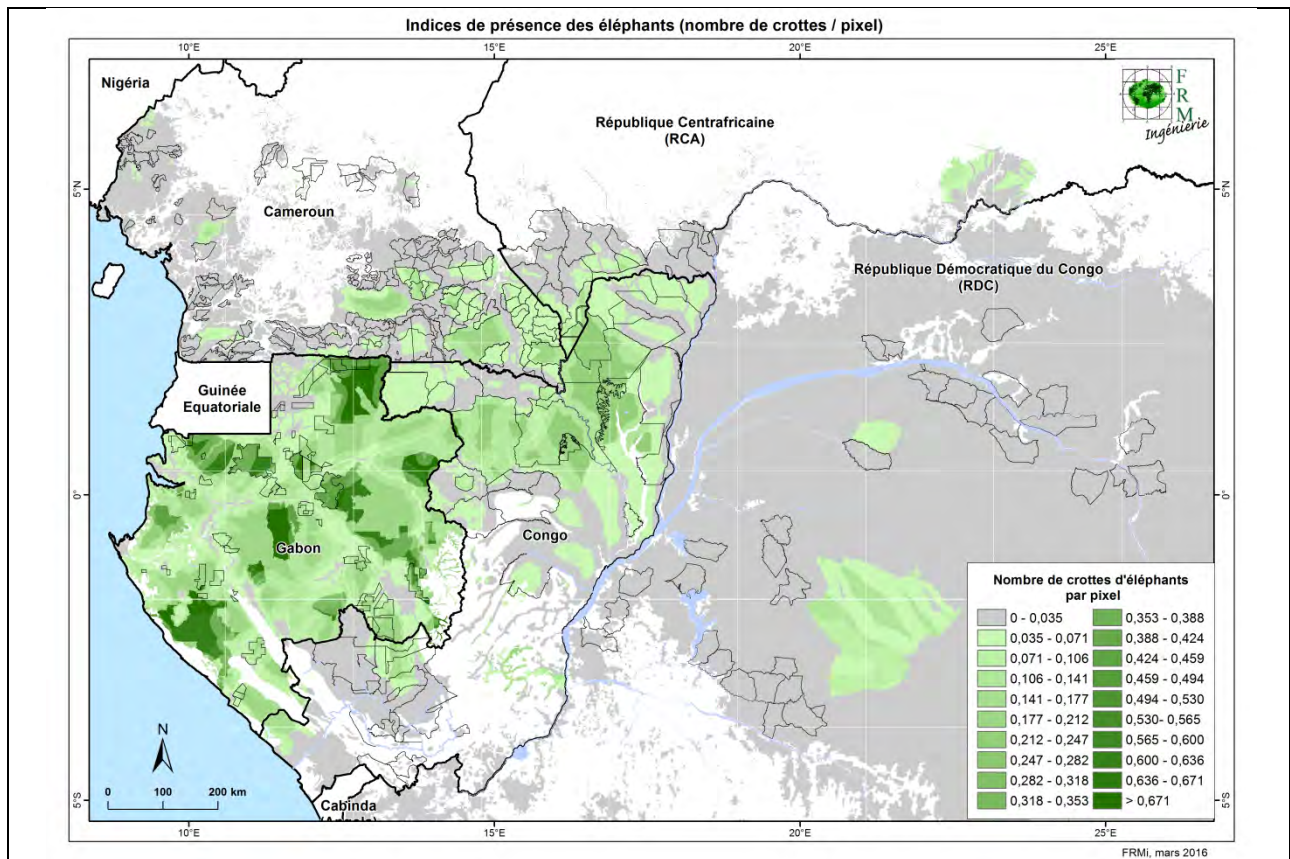 Indices de présence des éléphants (nombre de crottes / pixel)
10°E 15°E 20°E 25°E
Nigéria
République Centrafricaine
(RCA)
F
R
M
Ingénierie
5°N 5°N
Cameroun
République Démocratique du Congo
(RDC)
Guinée
Equatoriale
0° 0°
Congo
Gabon
Nombre de crottes d'éléphants
par pixel
0 - 0,035
0,035 - 0,071
0,071 - 0,106
0,106 - 0,141
0,141 - 0,177
0,177 - 0,212
0,212 - 0,247
0,247 - 0,282
0,282 - 0,318
0,318 - 0,353
0,353 - 0,388
0,388 - 0,424
0,424 - 0,459
0,459 - 0,494
0,494 - 0,530
0,530 - 0,565
0,565 - 0,600
0,600 - 0,636
0,636 - 0,671
> 0,671
N
0 100 200 km
5°S 5°S
Cabinda
(Angola)
10°E 15°E 20°E 25°E
FRMi, mars 2016